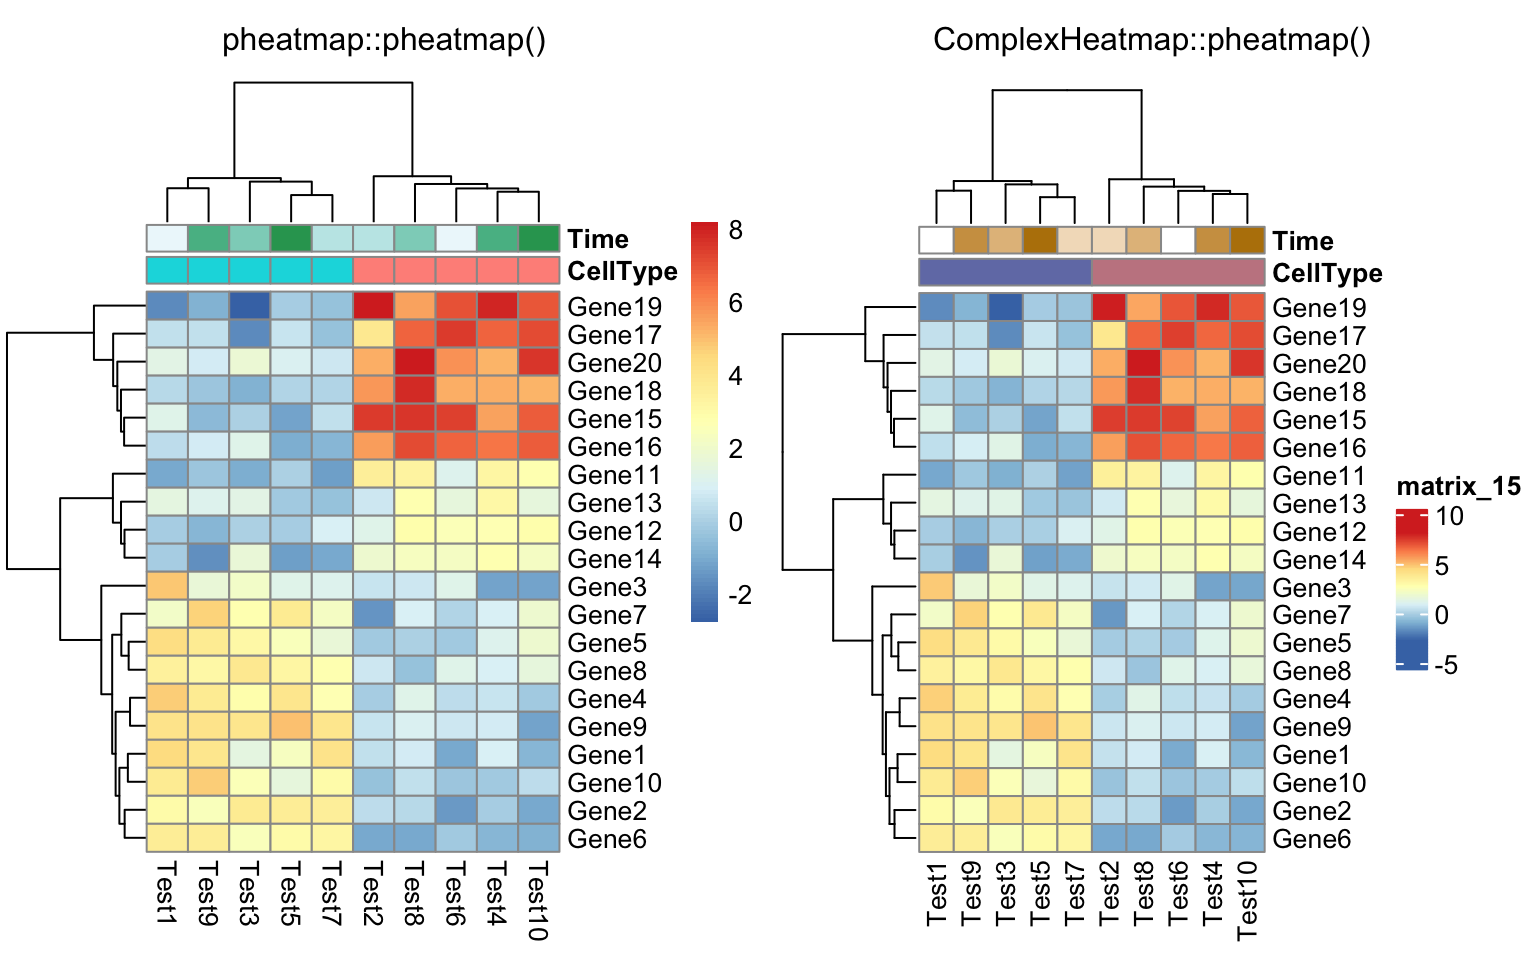 pheatmap::pheatmap()
Time
CellType
Gene19
Gene17
Gene20
Gene18
Gene15
Gene16
Gene11
Gene13
Gene12
Gene14
Gene3
Gene7
Gene5
Gene8
Gene4
Gene9
Gene1
Gene10
Gene2
Gene6
Test1
Test9
Test3
Test5
Test7
Test2
Test8
Test6
Test4
Test10
8
6
4
2
0
-2
ComplexHeatmap::pheatmap()
Time
CellType
Gene19
Gene17
Gene20
Gene18
Gene15
Gene16
Gene11
Gene13
Gene12
Gene14
Gene3
Gene7
Gene5
Gene8
Gene4
Gene9
Gene1
Gene10
Gene2
Gene6
Test1
Test9
Test3
Test5
Test7
Test2
Test8
Test6
Test4
Test10
matrix_15
10
5
0
-5